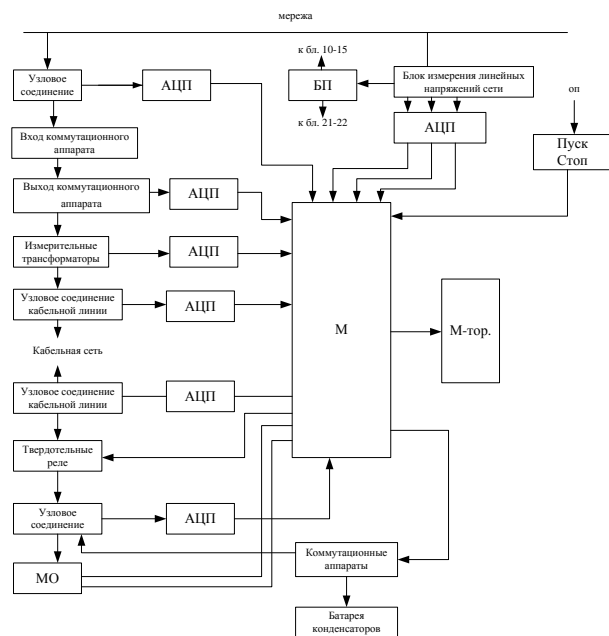 мережа
к бл. 10-15
Узловое
соединение
АЦП
БП
Блок измерения линейных
напряжений сети
оп
к бл. 21-22
АЦП
Вход коммутационного
аппарата
Пуск
Стоп
Выход коммутационного
аппарата
АЦП
Измерительные
трансформаторы
АЦП
Узловое соединение
кабельной линии
АЦП
М
М-тор.
Кабельная сеть
Узловое соединение
кабельной линии
АЦП
Твердотельные
реле
Узловое
соединение
АЦП
МО
Коммутационные
аппараты
Батарея
конденсаторов